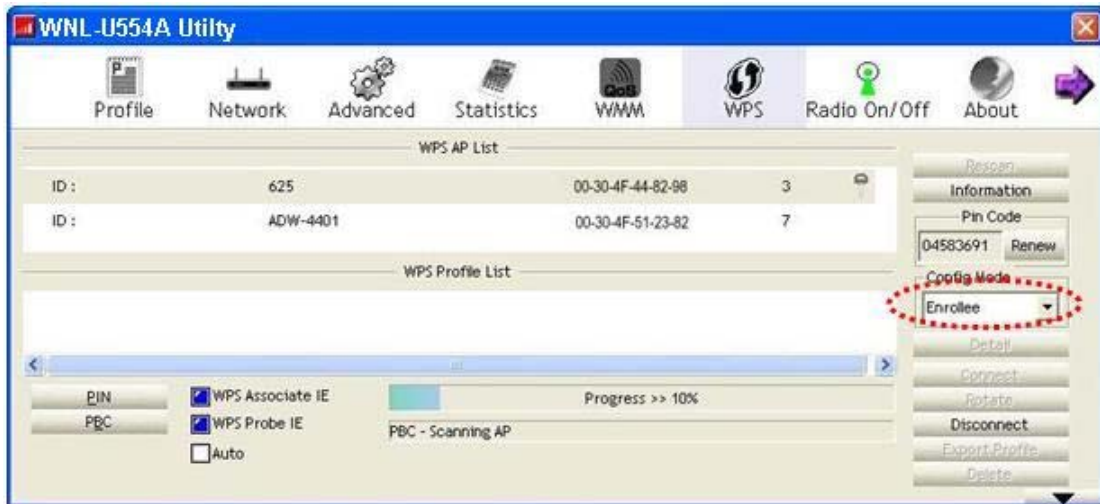 WNL-U554A Utilty
Profile Network Advanced Statistics QoS WMM WPS Radio On/Off About
WPS AP List
ID : 625 00-30-4F-44-82-98 3
ID : ADW-4401 00-30-4F-51-23-82 7
WPS Profile List
Rescan
Information
Pin Code
04583691 Renew
Config Mode
Enrollee
Detail
Connect
Rotate
Disconnect
Export Profile
Delete
PIN
PBC
WPS Associate IE
WPS Probe IE
Auto
Progress >> 10%
PBC - Scanning AP